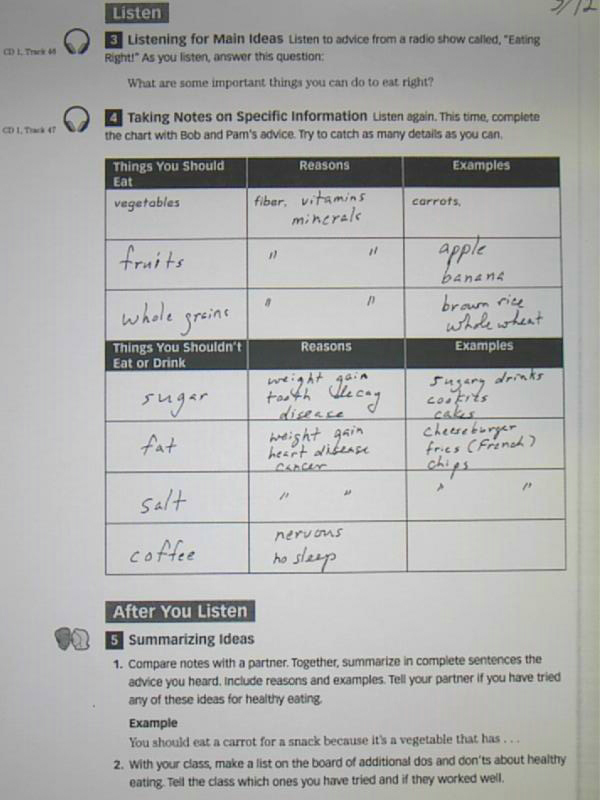 Listen
3/12
CD 1, Track 46
3 Listening for Main Ideas Listen to advice from a radio show called, "Eating
Right!" As you listen, answer this question:
What are some important things you can do to eat right?
CD 1, Track 47
4 Taking Notes on Specific Information Listen again. This time, complete
the chart with Bob and Pam's advice. Try to catch as many details as you can.
Things You Should Eat
Reasons
Examples
vegetables
fiber, vitamins
minerals
carrots,
fruits
" "
apple
banana
whole grains
" "
brown rice
whole wheat
Things You Shouldn't Eat or Drink
Reasons
Examples
sugar
weight gain
tooth decay
disease
sugary drinks
cookies
cakes
fat
weight gain
heart disease
cancer
cheeseburger
fries (French)
chips
salt
" "
" "
coffee
nervous
no sleep
After You Listen
5 Summarizing Ideas
1. Compare notes with a partner. Together, summarize in complete sentences the
advice you heard. Include reasons and examples. Tell your partner if you have tried
any of these ideas for healthy eating.
Example
You should eat a carrot for a snack because it's a vegetable that has . . .
2. With your class, make a list on the board of additional dos and don'ts about healthy
eating. Tell the class which ones you have tried and if they worked well.